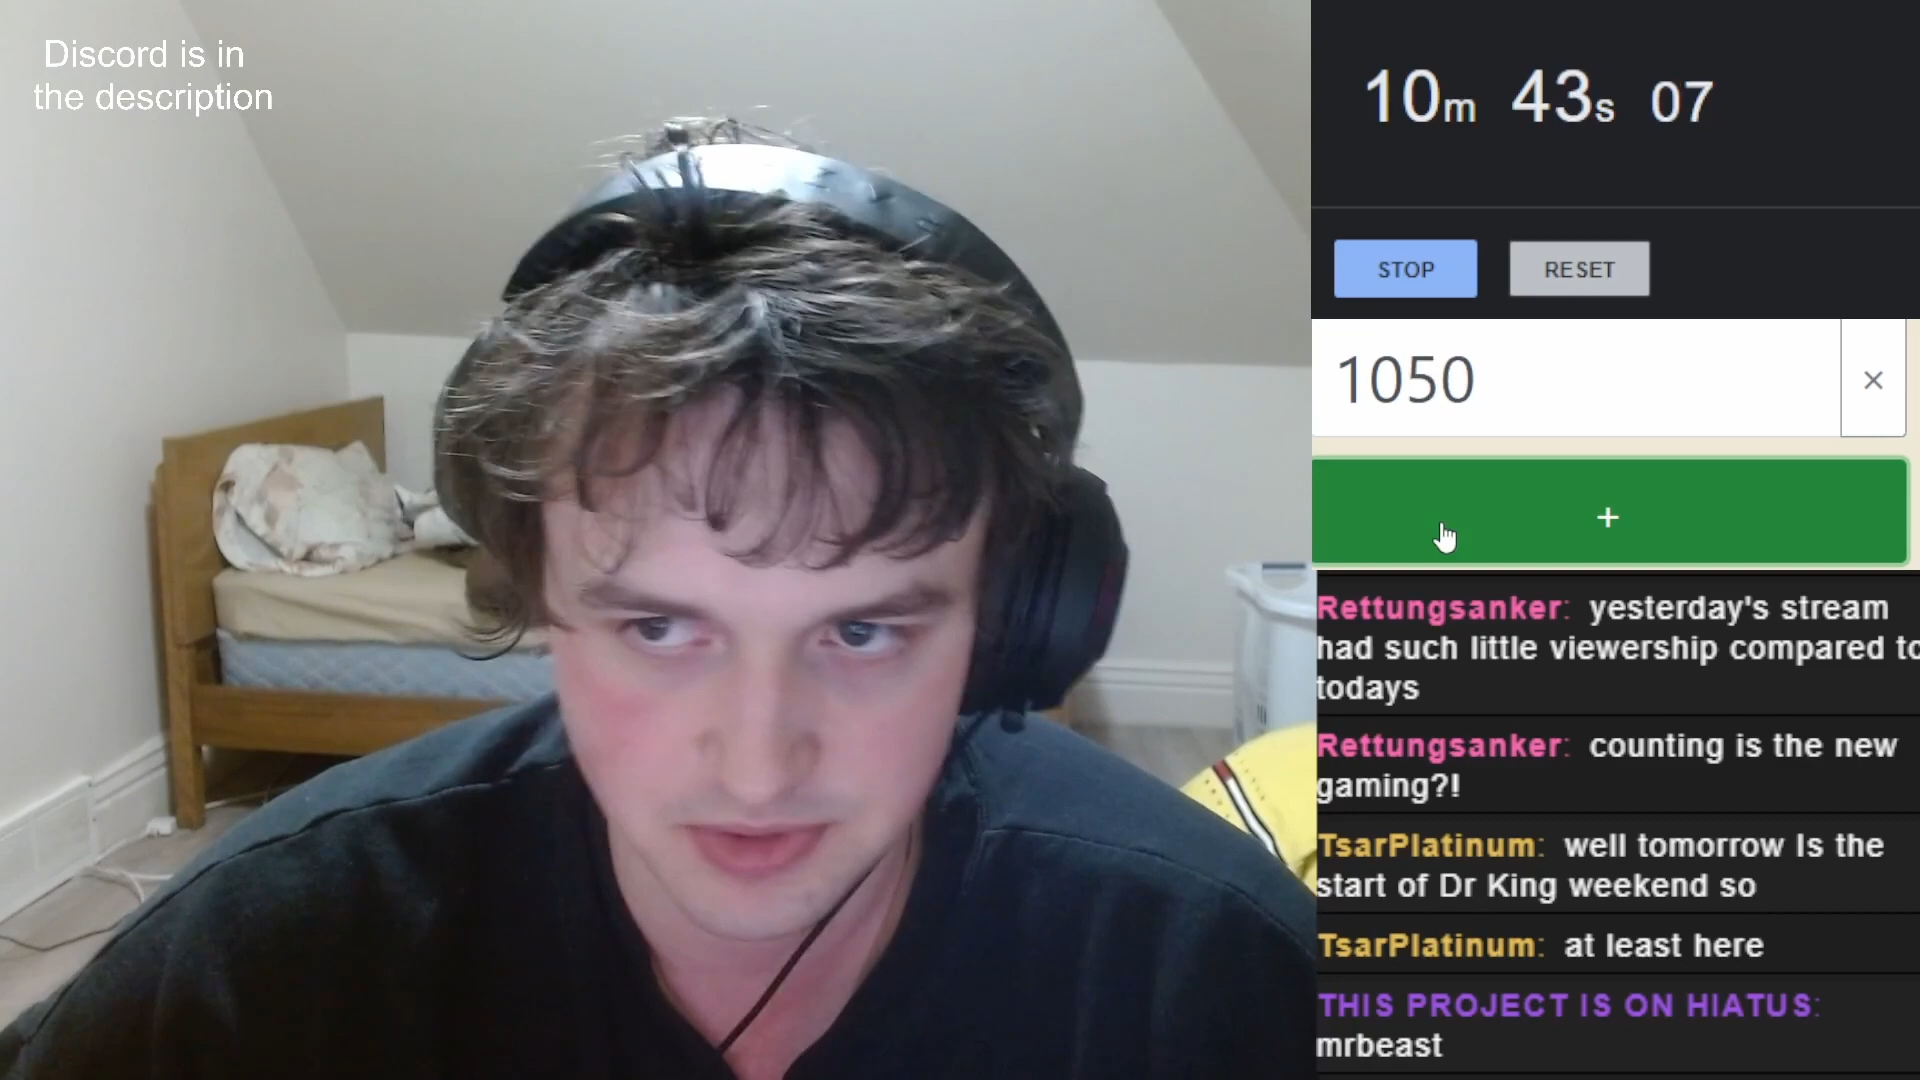 Discord is in
the description
10m 43s 07
STOP RESET
1050 ×
+
Rettungsanker: yesterday's stream
had such little viewership compared to
todays
Rettungsanker: counting is the new
gaming?!
TsarPlatinum: well tomorrow Is the
start of Dr King weekend so
TsarPlatinum: at least here
THIS PROJECT IS ON HIATUS:
mrbeast